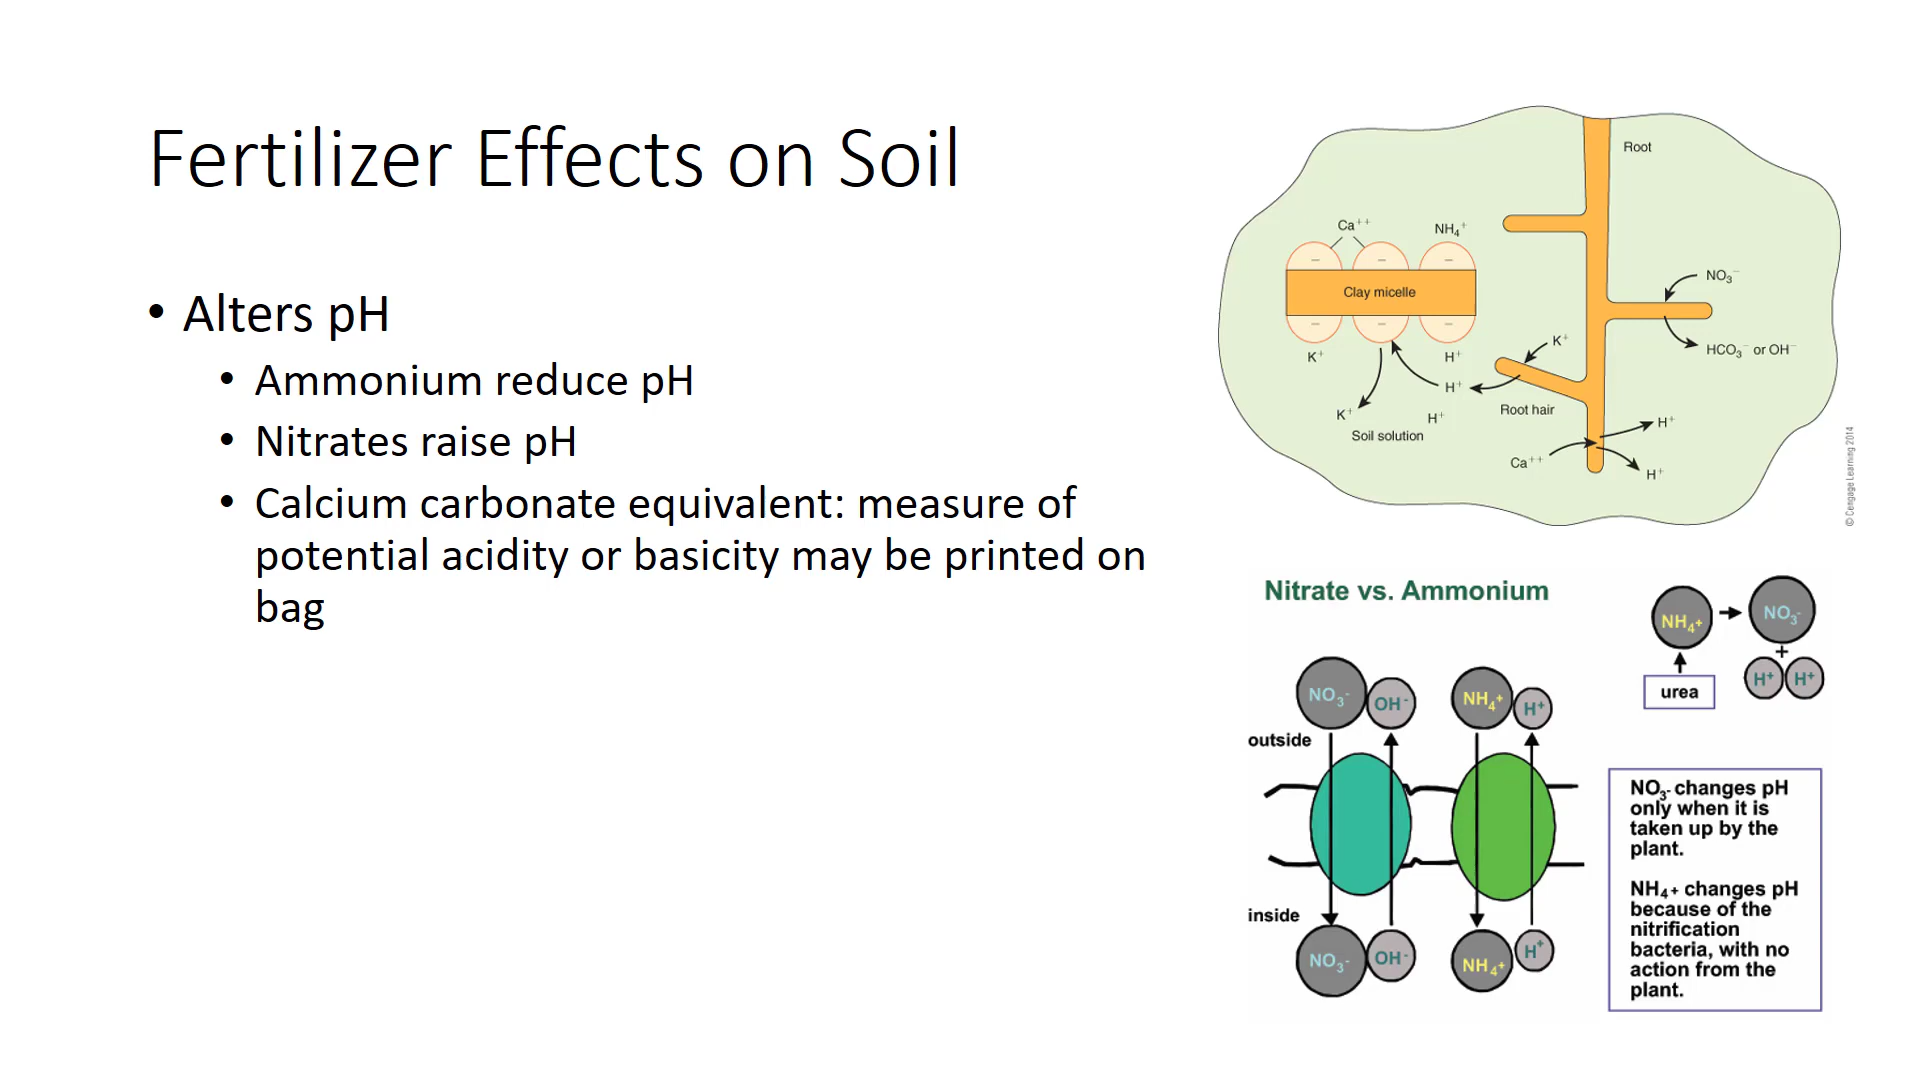 Fertilizer Effects on Soil
• Alters pH
• Ammonium reduce pH
• Nitrates raise pH
• Calcium carbonate equivalent: measure of
potential acidity or basicity may be printed on
bag
Root
Ca++
NH₄⁺
− − −
Clay micelle
− − −
K⁺
H⁺
NO₃⁻
K⁺
HCO₃⁻ or OH⁻
H⁺
K⁺
H⁺
Root hair
Soil solution
H⁺
Ca++
H⁺
© Cengage Learning 2014
Nitrate vs. Ammonium
NH₄+
NO₃-
+
H⁺ H⁺
urea
NO₃- OH-
NH₄+ H⁺
outside
inside
NO₃- OH-
NH₄+ H⁺
NO₃- changes pH
only when it is
taken up by the
plant.
NH₄+ changes pH
because of the
nitrification
bacteria, with no
action from the
plant.